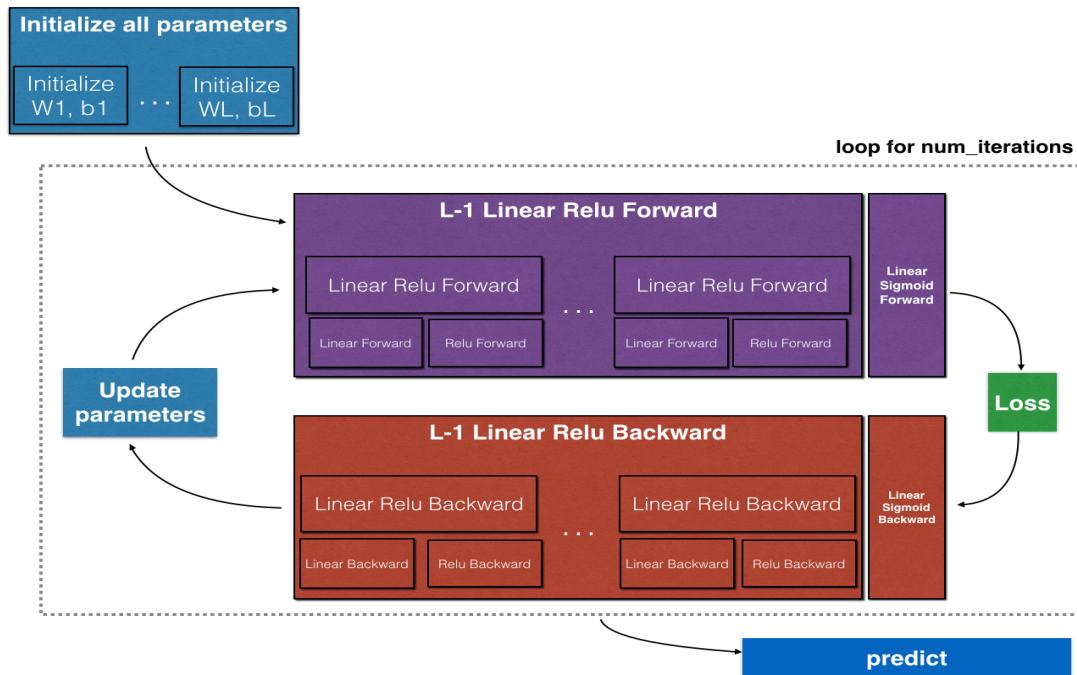 Initialize all parameters
Initialize
W1, b1
. . .
Initialize
WL, bL
loop for num_iterations
L-1 Linear Relu Forward
Linear Relu Forward
. . .
Linear Relu Forward
Linear Forward
Relu Forward
Linear Forward
Relu Forward
Linear
Sigmoid
Forward
Update
parameters
Loss
L-1 Linear Relu Backward
Linear Relu Backward
. . .
Linear Relu Backward
Linear Backward
Relu Backward
Linear Backward
Relu Backward
Linear
Sigmoid
Backward
predict